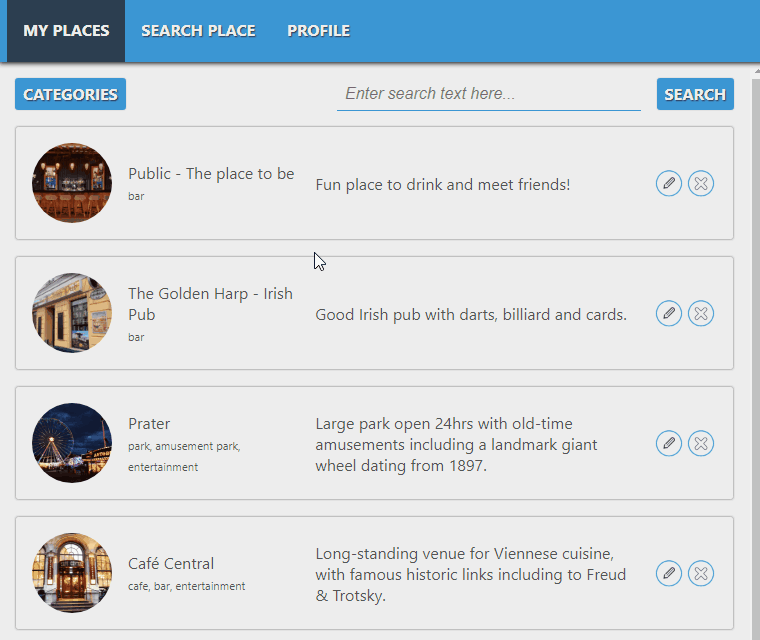 MY PLACES SEARCH PLACE PROFILE
CATEGORIES Enter search text here... SEARCH
Public - The place to be
bar
Fun place to drink and meet friends!
The Golden Harp - Irish
Pub
bar
Good Irish pub with darts, billiard and cards.
Prater
park, amusement park,
entertainment
Large park open 24hrs with old-time
amusements including a landmark giant
wheel dating from 1897.
Café Central
cafe, bar, entertainment
Long-standing venue for Viennese cuisine,
with famous historic links including to Freud
& Trotsky.